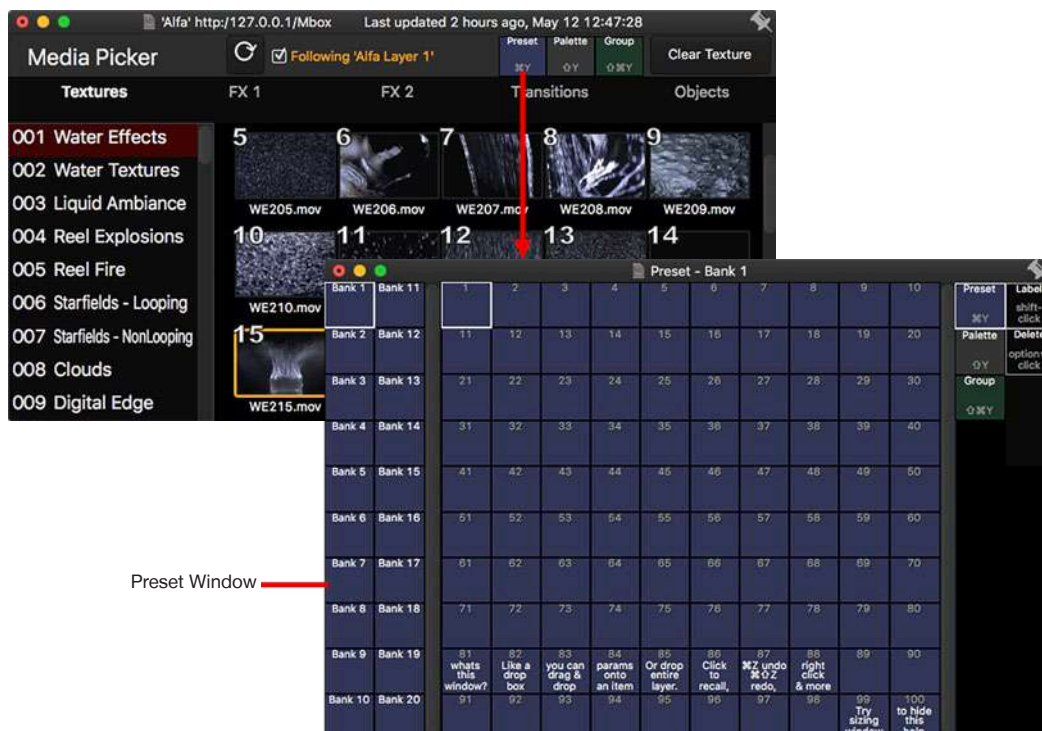 'Alfa' http:/127.0.0.1/Mbox Last updated 2 hours ago, May 12 12:47:28
Media Picker
Following 'Alfa Layer 1'
Preset ⌘Y
Palette ⇧Y
Group ⇧⌘Y
Clear Texture
Textures FX 1 FX 2 Transitions Objects
001 Water Effects
002 Water Textures
003 Liquid Ambiance
004 Reel Explosions
005 Reel Fire
006 Starfields - Looping
007 Starfields - NonLooping
008 Clouds
009 Digital Edge
5 6 7 8 9
WE205.mov WE206.mov WE207.mov WE208.mov WE209.mov
10 11 12 13 14
WE210.mov
15
WE215.mov
Preset - Bank 1
Bank 1 Bank 11 1 2 3 4 5 6 7 8 9 10
Bank 2 Bank 12 11 12 13 14 15 16 17 18 19 20
Bank 3 Bank 13 21 22 23 24 25 26 27 28 29 30
Bank 4 Bank 14 31 32 33 34 35 36 37 38 39 40
Bank 5 Bank 15 41 42 43 44 45 46 47 48 49 50
Bank 6 Bank 16 51 52 53 54 55 56 57 58 59 60
Bank 7 Bank 17 61 62 63 64 65 66 67 68 69 70
Bank 8 Bank 18 71 72 73 74 75 76 77 78 79 80
Bank 9 Bank 19 81 82 83 84 85 86 87 88 89 90
whats this window?
Like a drop box
you can drag & drop
params onto an item
Or drop entire layer.
Click to recall,
⌘Z undo ⌘⇧Z redo,
right click & more
Bank 10 Bank 20 91 92 93 94 95 96 97 98 99 100
Try sizing window
to hide this help
Preset ⌘Y
Label shift-click
Palette ⇧Y
Delete option-click
Group ⇧⌘Y
Preset Window